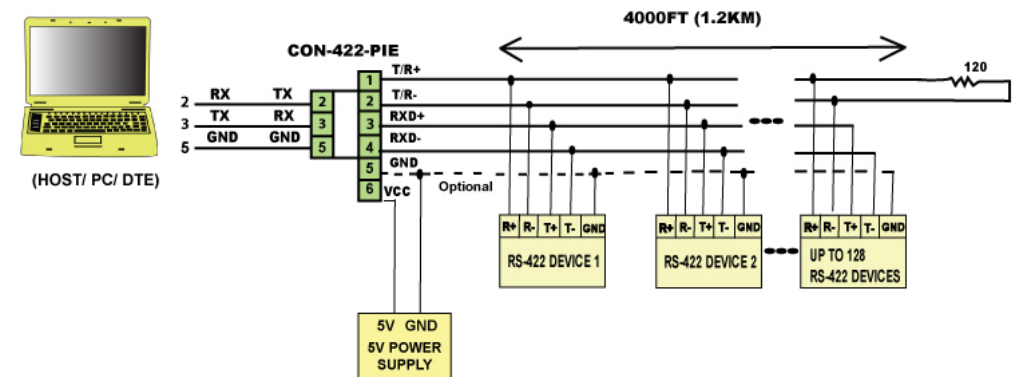 4000FT (1.2KM)
CON-422-PIE
120
1 T/R+
2 T/R-
3 RXD+
4 RXD-
5 GND
6 VCC
Optional
2 RX TX 2
3 TX RX 3
5 GND GND 5
(HOST/ PC/ DTE)
R+ R- T+ T- GND
RS-422 DEVICE 1
R+ R- T+ T- GND
RS-422 DEVICE 2
R+ R- T+ T- GND
UP TO 128
RS-422 DEVICES
5V GND
5V POWER
SUPPLY